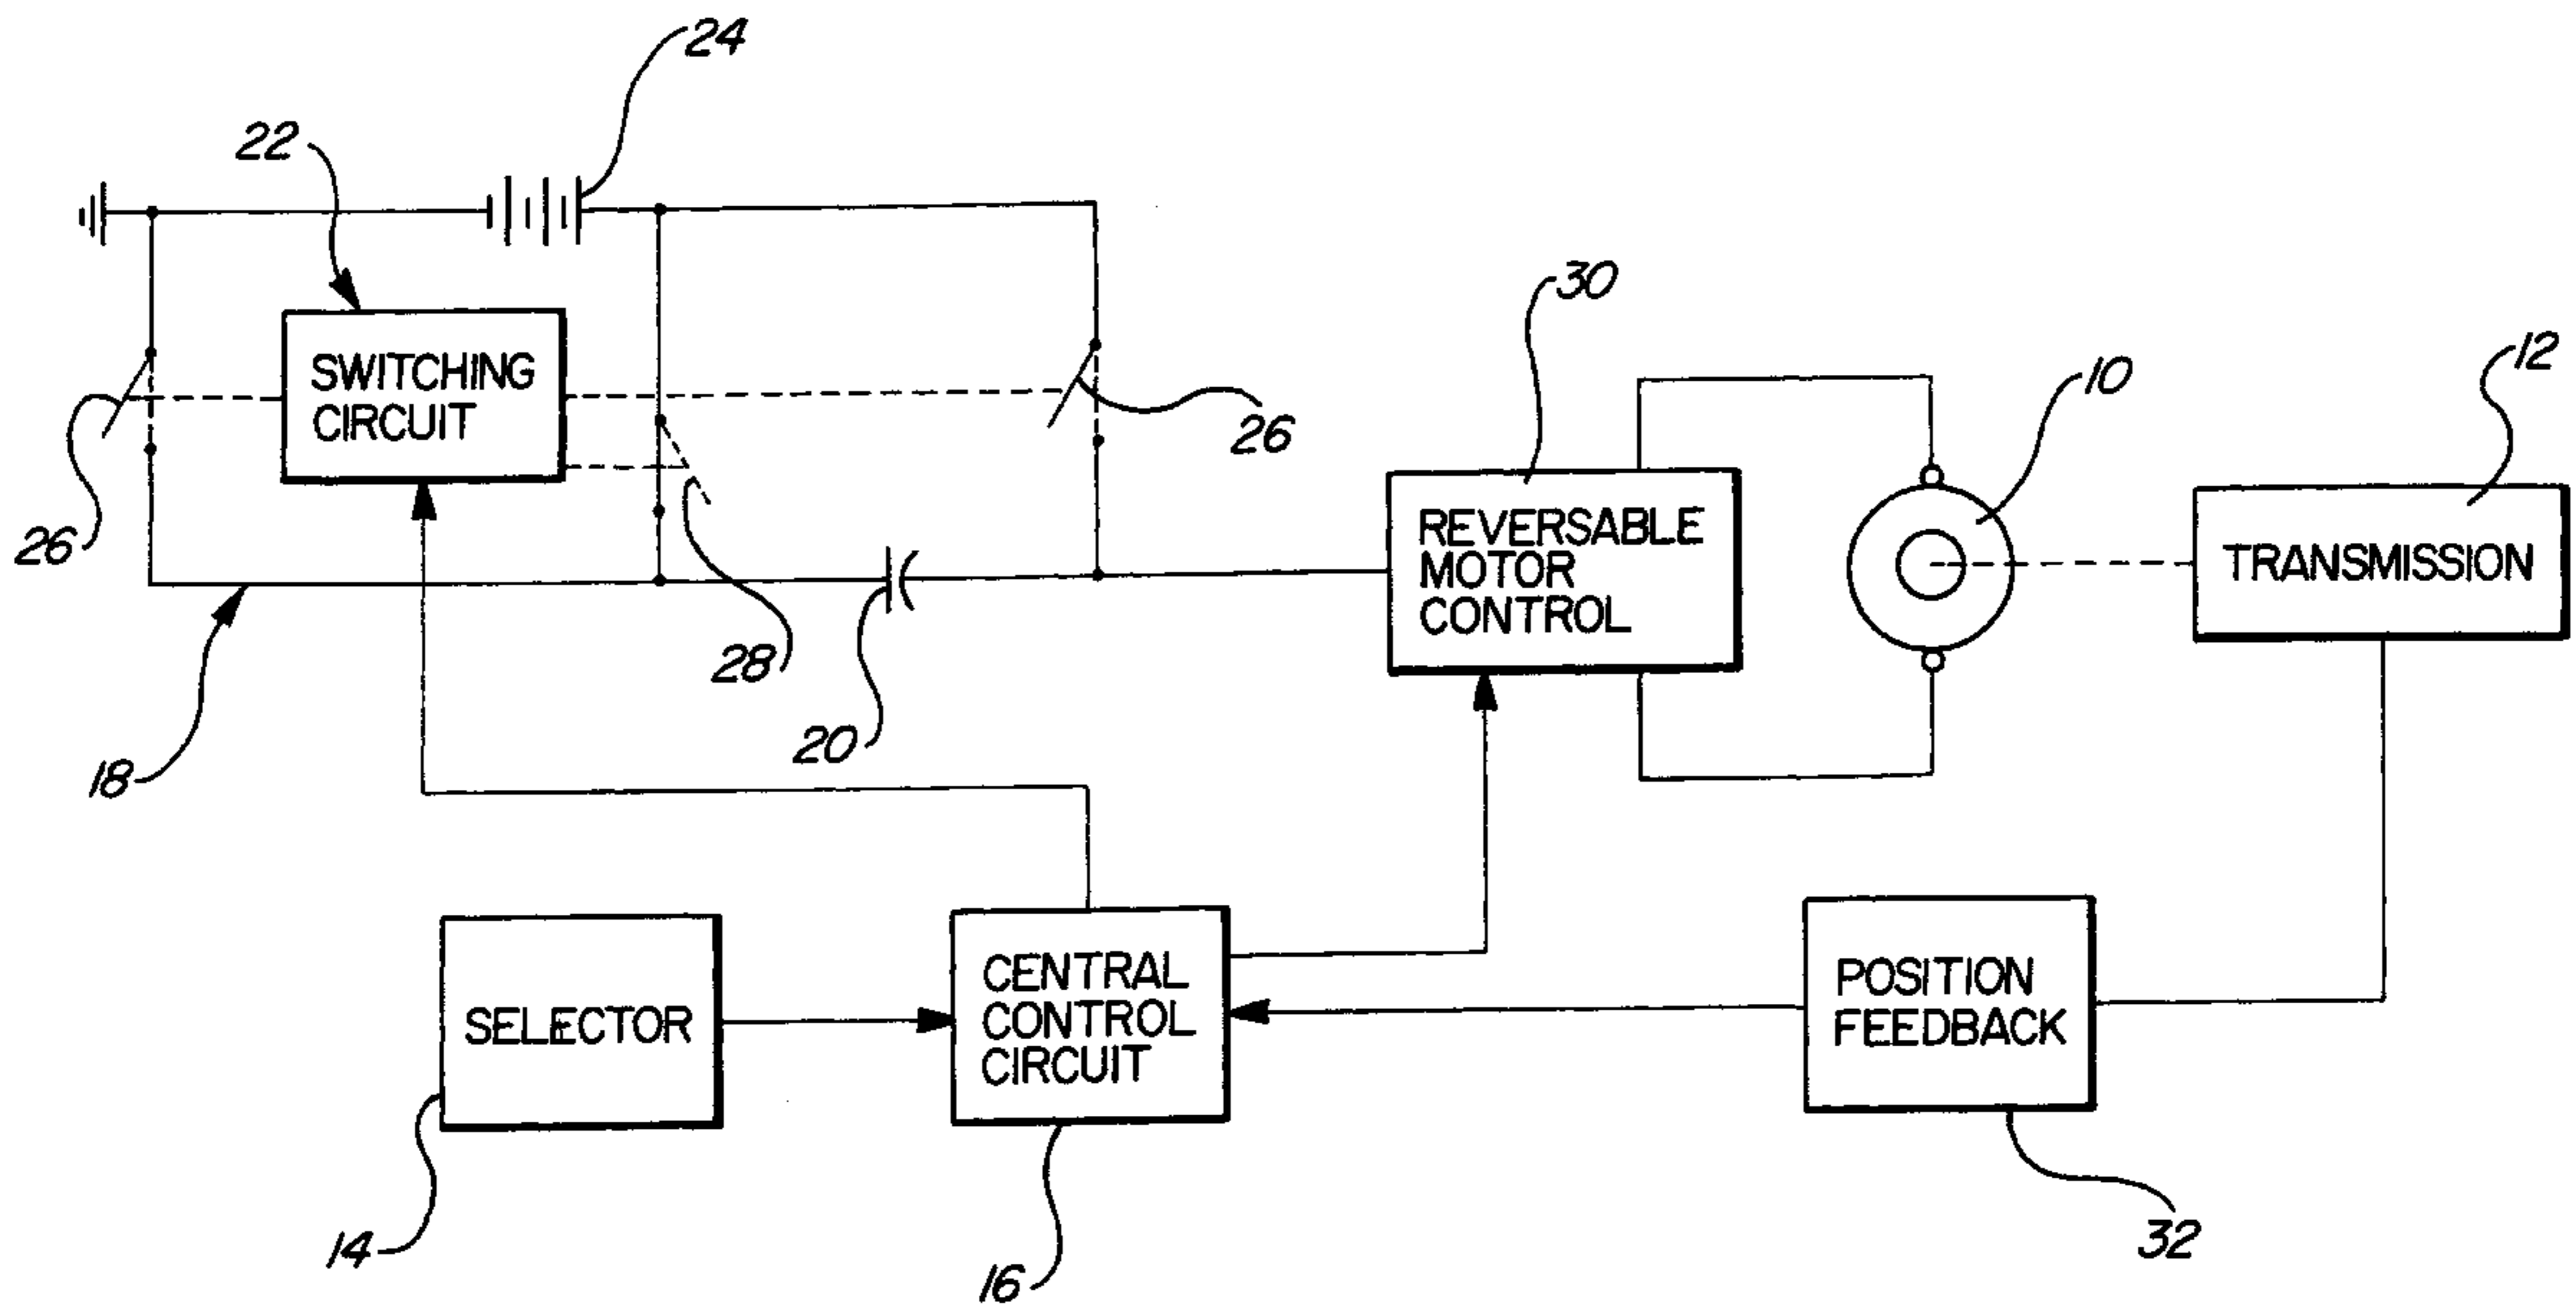 24
22
30
12
10
SWITCHING
CIRCUIT
26
26
REVERSABLE
MOTOR
CONTROL
TRANSMISSION
28
20
18
SELECTOR
CENTRAL
CONTROL
CIRCUIT
POSITION
FEEDBACK
14
16
32